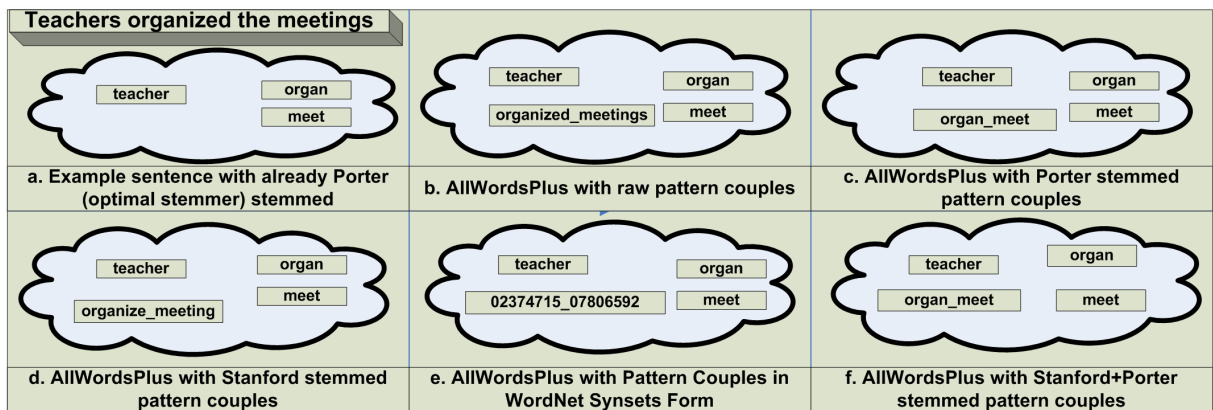 Teachers organized the meetings
teacher
organ
meet
a. Example sentence with already Porter
(optimal stemmer) stemmed
teacher
organ
organized_meetings
meet
b. AllWordsPlus with raw pattern couples
teacher
organ
organ_meet
meet
c. AllWordsPlus with Porter stemmed
pattern couples
teacher
organ
organize_meeting
meet
d. AllWordsPlus with Stanford stemmed
pattern couples
teacher
organ
02374715_07806592
meet
e. AllWordsPlus with Pattern Couples in
WordNet Synsets Form
teacher
organ
organ_meet
meet
f. AllWordsPlus with Stanford+Porter
stemmed pattern couples